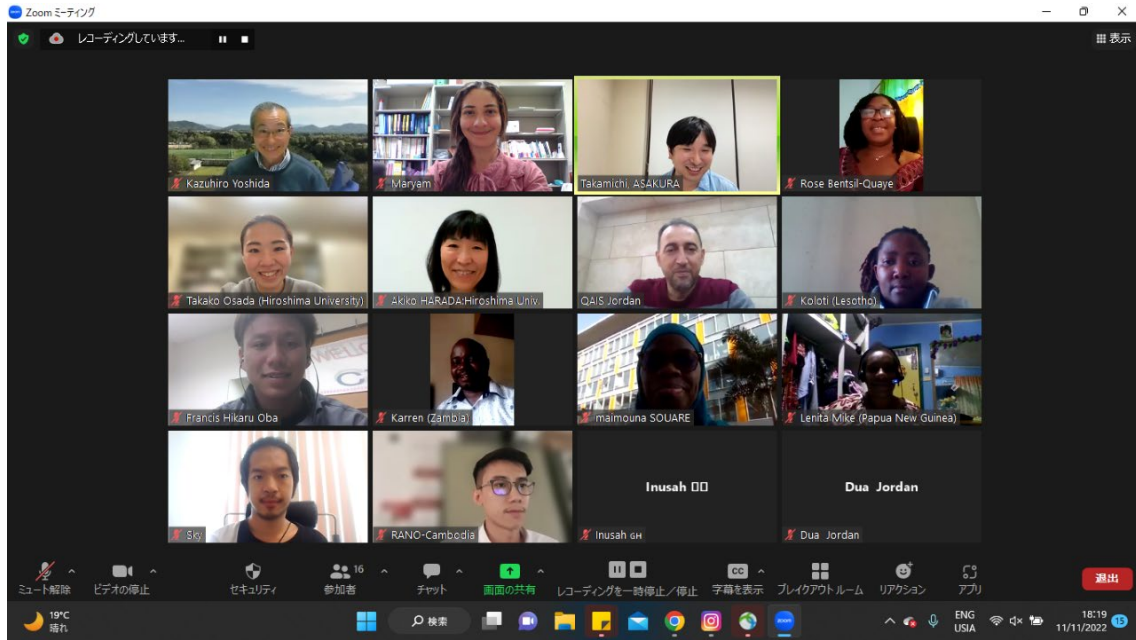 Zoom ミーティング
レコーディングしています...
表示
Kazuhiro Yoshida
Maryam
Takamichi, ASAKURA
Rose Bentsil-Quaye
Takako Osada (Hiroshima University)
Akiko HARADA:Hiroshima Univ.
QAIS Jordan
Koloti (Lesotho)
Francis Hikaru Oba
Karren (Zambia)
maimouna SOUARE
Lenita Mike (Papua New Guinea)
Sky
RANO-Cambodia
Inusah
Inusah GH
Dua Jordan
Dua Jordan
ミュート解除
ビデオの停止
セキュリティ
16
参加者
チャット
画面の共有
レコーディングを一時停止／停止
CC
字幕を表示
ブレイクアウト ルーム
リアクション
アプリ
退出
19°C
晴れ
検索
zoom
ENG
USIA
18:19
11/11/2022
15